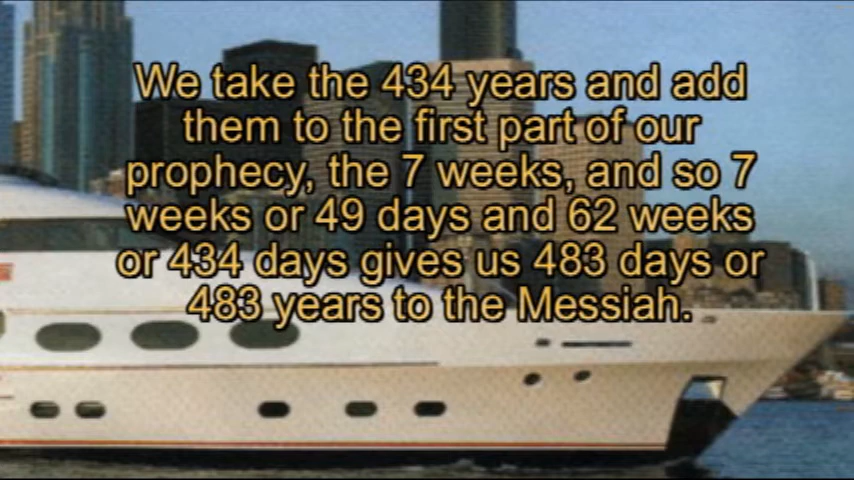 We take the 434 years and add
them to the first part of our
prophecy, the 7 weeks, and so 7
weeks or 49 days and 62 weeks
or 434 days gives us 483 days or
483 years to the Messiah.